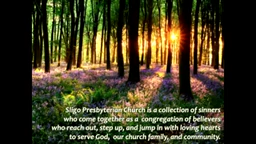 Sligo Presbyterian Church is a collection of sinners
who come together as a congregation of believers
who reach out, step up, and jump in with loving hearts
to serve God, our church family, and community.